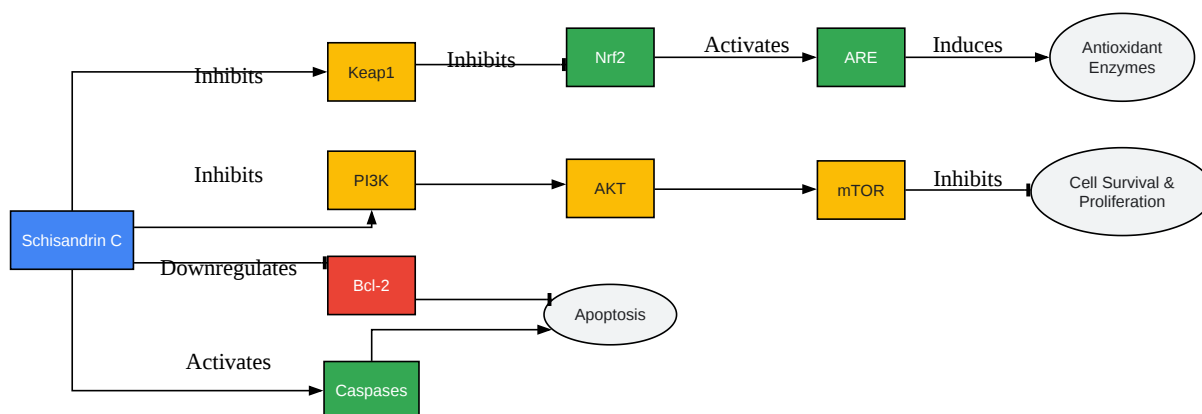 Inhibits
Keap1
Inhibits
Nrf2
Activates
ARE
Induces
Antioxidant
Enzymes
Inhibits
PI3K
AKT
mTOR
Inhibits
Cell Survival &
Proliferation
Schisandrin C
Downregulates
Bcl-2
Apoptosis
Activates
Caspases